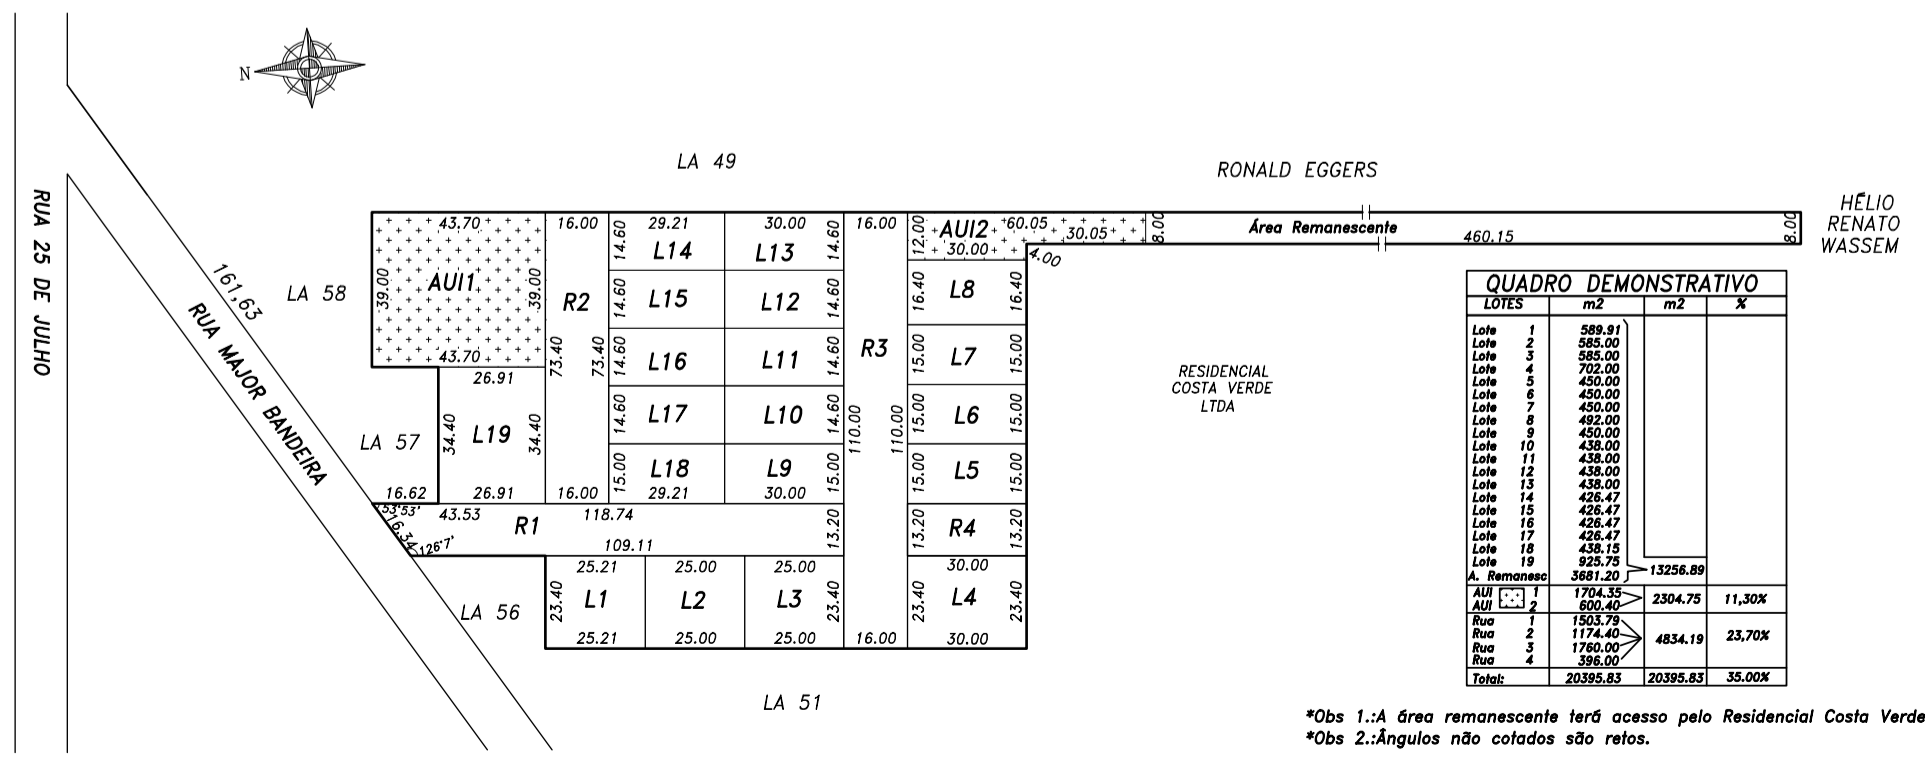 N
RUA 25 DE JULHO
161,63
RUA MAJOR BANDEIRA
LA 49
LA 58
LA 57
LA 56
LA 51
RONALD EGGERS
HÉLIO
RENATO
WASSEM
RESIDENCIAL
COSTA VERDE
LTDA
43.70
39.00
AUI1
39.00
43.70
26.91
34.40
L19
34.40
16.62
26.91
16.00
R2
73.40
73.40
16.00
29.21
30.00
14.60
L14
L13
14.60
14.60
L15
L12
14.60
14.60
L16
L11
14.60
14.60
L17
L10
14.60
15.00
L18
L9
15.00
29.21
30.00
16.00
R3
110.00
110.00
16.00
12.00
AUI2
60.05
30.05
30.00
4.00
8.00
Área Remanescente
460.15
8.00
16.40
L8
16.40
15.00
L7
15.00
15.00
L6
15.00
15.00
L5
15.00
13.20
R4
13.20
30.00
23.40
L4
23.40
30.00
53°53'
43.53
R1
118.74
13.20
16.34
126°7'
109.11
25.21
25.00
25.00
23.40
L1
L2
L3
23.40
25.21
25.00
25.00
QUADRO DEMONSTRATIVO
LOTES m2 m2 %
Lote 1 589.91
Lote 2 585.00
Lote 3 585.00
Lote 4 702.00
Lote 5 450.00
Lote 6 450.00
Lote 7 450.00
Lote 8 492.00
Lote 9 450.00
Lote 10 438.00
Lote 11 438.00
Lote 12 438.00
Lote 13 438.00
Lote 14 426.47
Lote 15 426.47
Lote 16 426.47
Lote 17 426.47
Lote 18 438.15
Lote 19 925.75
A. Remanesc 3681.20 13256.89
AUI 1 1704.35
AUI 2 600.40 2304.75 11,30%
Rua 1 1503.79
Rua 2 1174.40 4834.19 23,70%
Rua 3 1760.00
Rua 4 396.00
Total: 20395.83 20395.83 35.00%
*Obs 1.:A área remanescente terá acesso pelo Residencial Costa Verde
*Obs 2.:Ângulos não cotados são retos.